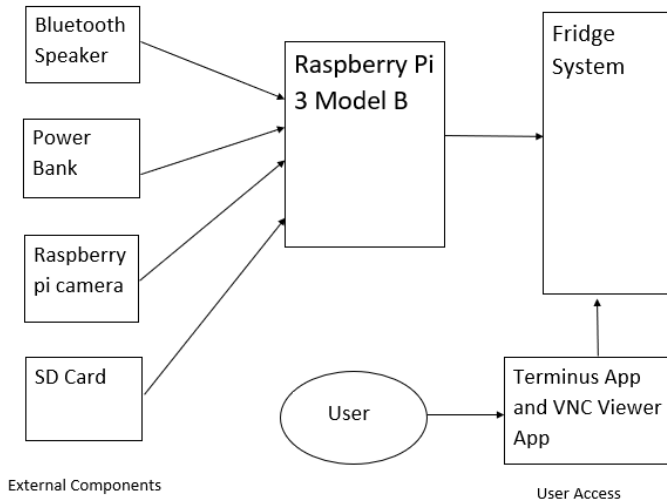 Bluetooth
Speaker
Power
Bank
Raspberry
pi camera
SD Card
External Components
Raspberry Pi
3 Model B
Fridge
System
User
Terminus App
and VNC Viewer
App
User Access